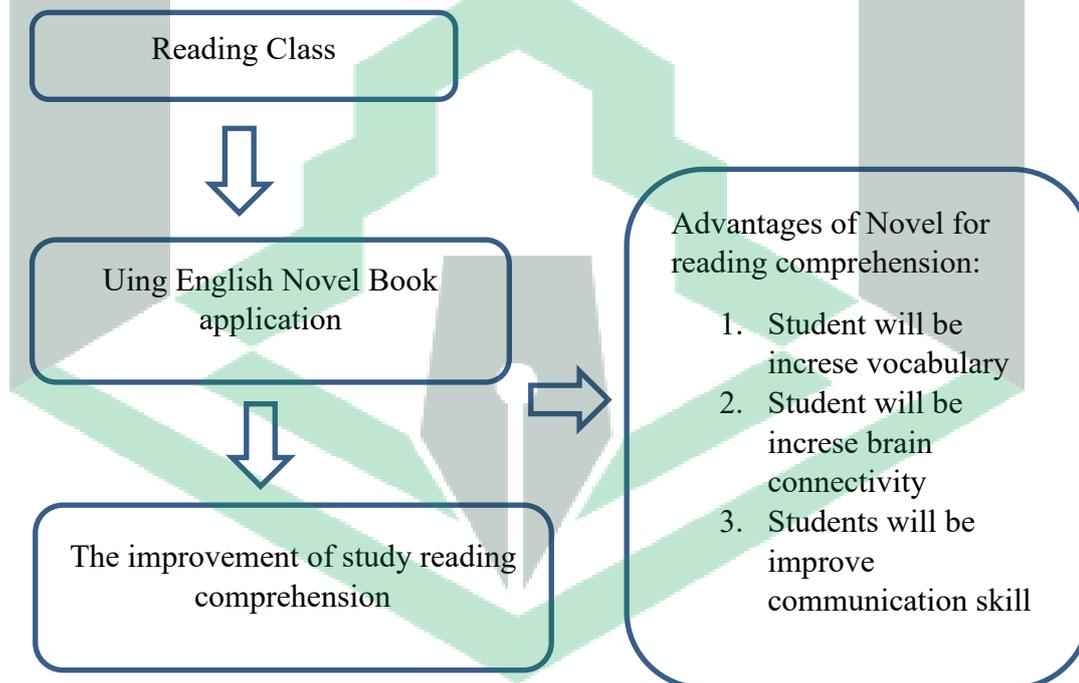 Reading Class
Uing English Novel Book
application
The improvement of study reading
comprehension
Advantages of Novel for
reading comprehension:
1. Student will be
increse vocabulary
2. Student will be
increse brain
connectivity
3. Students will be
improve
communication skill